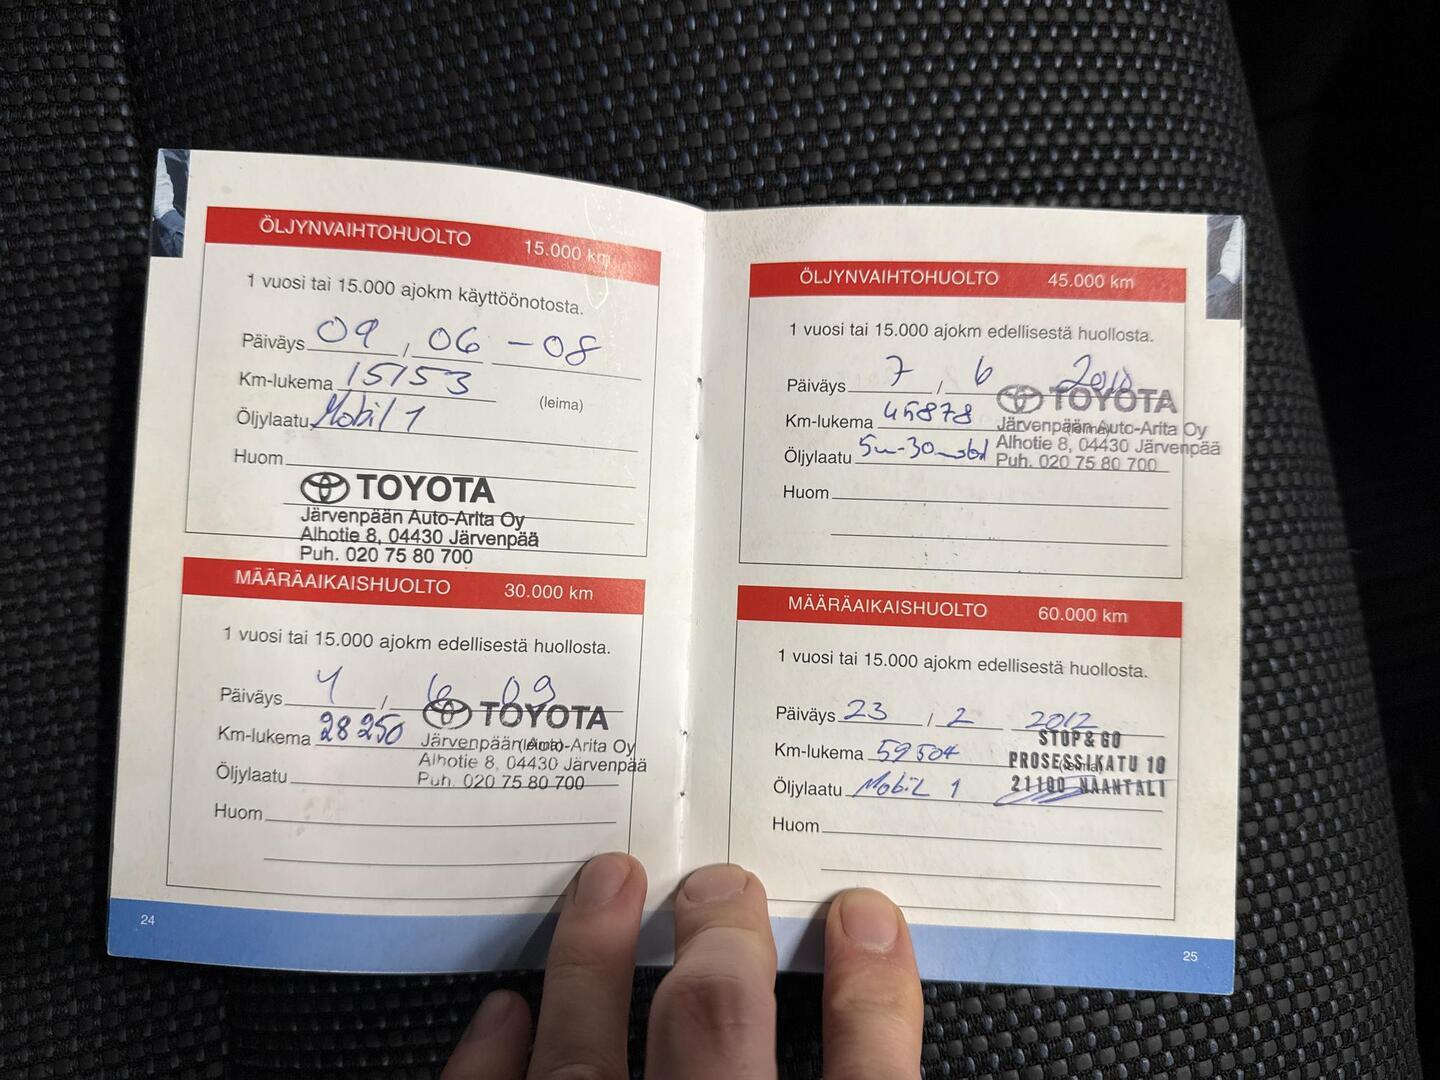 ÖLJYNVAIHTOHUOLTO 15.000 km
1 vuosi tai 15.000 ajokm käyttöönotosta.
Päiväys 09 / 06 - 08
Km-lukema 15153
(leima)
Öljylaatu Mobil 1
Huom
TOYOTA
Järvenpään Auto-Arita Oy
Alhotie 8, 04430 Järvenpää
Puh. 020 75 80 700
MÄÄRÄAIKAISHUOLTO 30.000 km
1 vuosi tai 15.000 ajokm edellisestä huollosta.
Päiväys 4 / 6 09
TOYOTA
Km-lukema 28250
Järvenpään Auto-Arita Oy
(leima)
Alhotie 8, 04430 Järvenpää
Öljylaatu
Puh. 020 75 80 700
Huom
24
ÖLJYNVAIHTOHUOLTO 45.000 km
1 vuosi tai 15.000 ajokm edellisestä huollosta.
Päiväys 7 / 6 2010
TOYOTA
Km-lukema 45878
Järvenpään Auto-Arita Oy
(leima)
Alhotie 8, 04430 Järvenpää
Öljylaatu 5w-30
Puh. 020 75 80 700
Huom
MÄÄRÄAIKAISHUOLTO 60.000 km
1 vuosi tai 15.000 ajokm edellisestä huollosta.
Päiväys 23 / 2 2012
STOP & GO
Km-lukema 59504
PROSESSIKATU 10
(leima)
Öljylaatu Mobil 1
21100 NAANTALI
Huom
25